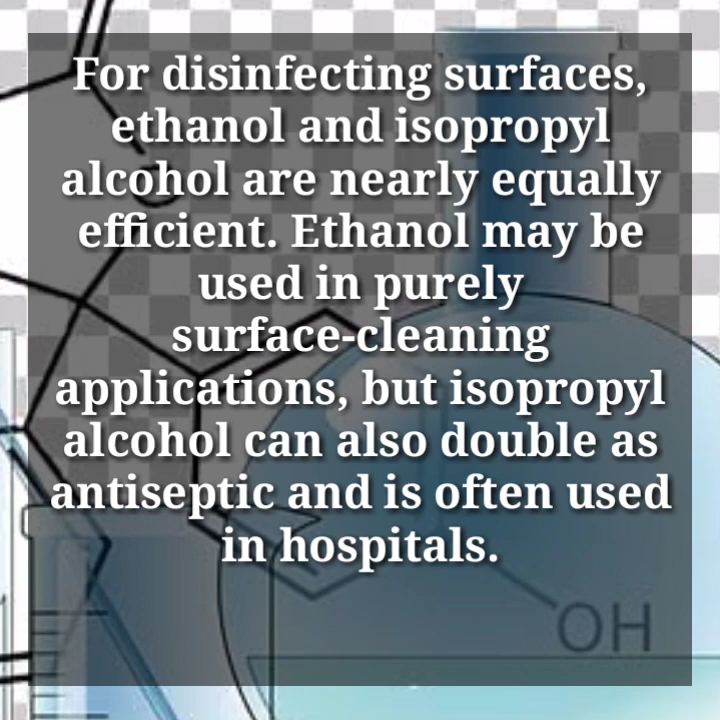 For disinfecting surfaces,
ethanol and isopropyl
alcohol are nearly equally
efficient. Ethanol may be
used in purely
surface-cleaning
applications, but isopropyl
alcohol can also double as
antiseptic and is often used
in hospitals.
OH